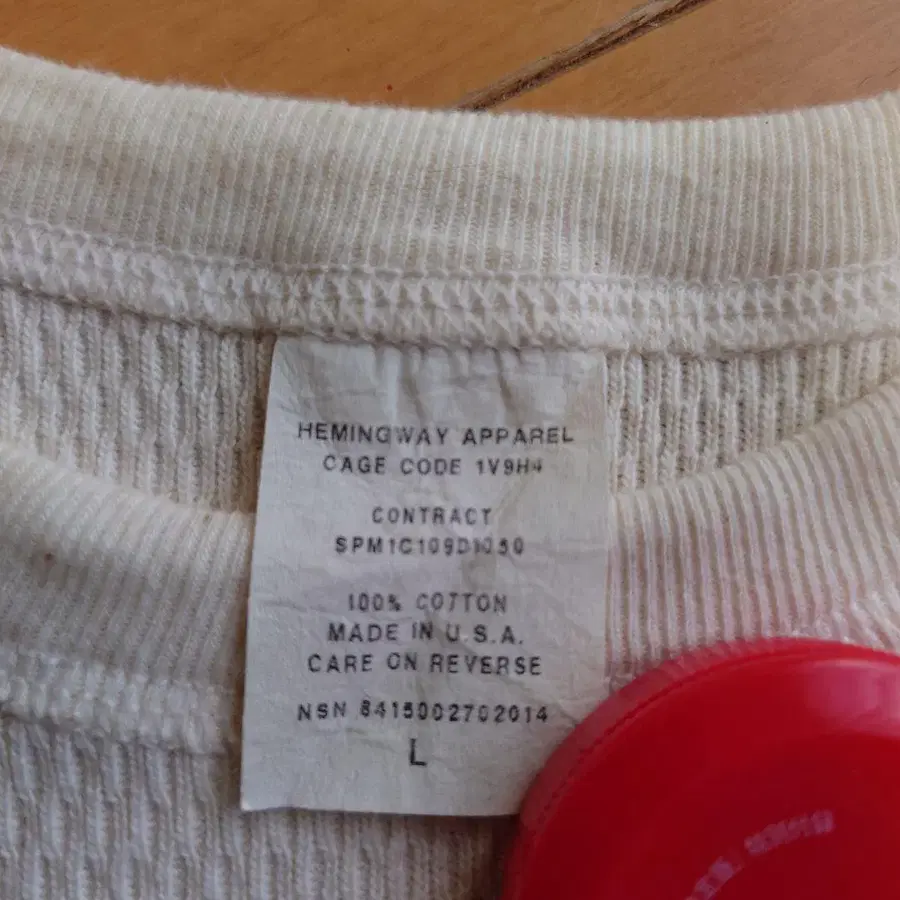 HEMINGWAY APPAREL
CAGE CODE 1V9H4
CONTRACT
SPM1C109D1050
100% COTTON
MADE IN U.S.A.
CARE ON REVERSE
NSN 8415002702014
L